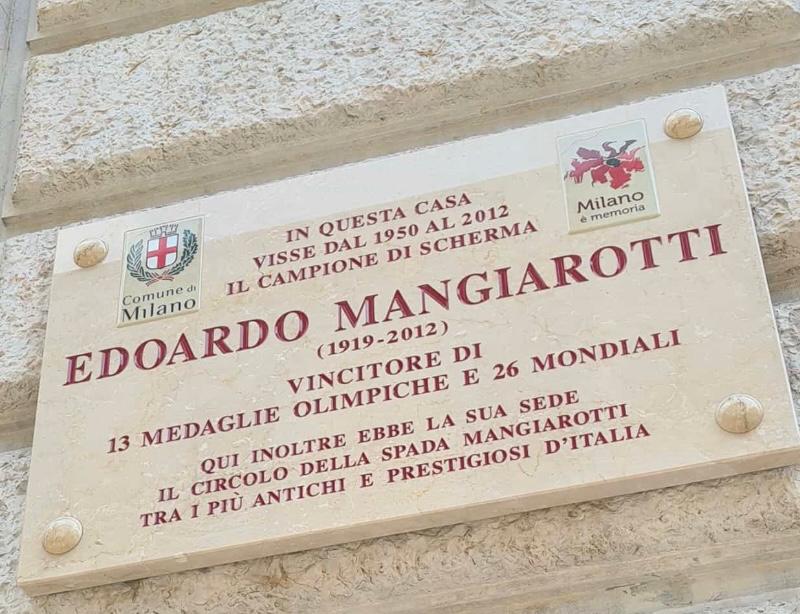 IN QUESTA CASA
VISSE DAL 1950 AL 2012
IL CAMPIONE DI SCHERMA
EDOARDO MANGIAROTTI
(1919-2012)
VINCITORE DI
13 MEDAGLIE OLIMPICHE E 26 MONDIALI
QUI INOLTRE EBBE LA SUA SEDE
IL CIRCOLO DELLA SPADA MANGIAROTTI
TRA I PIÙ ANTICHI E PRESTIGIOSI D'ITALIA
Comune di
Milano
Milano
è memoria